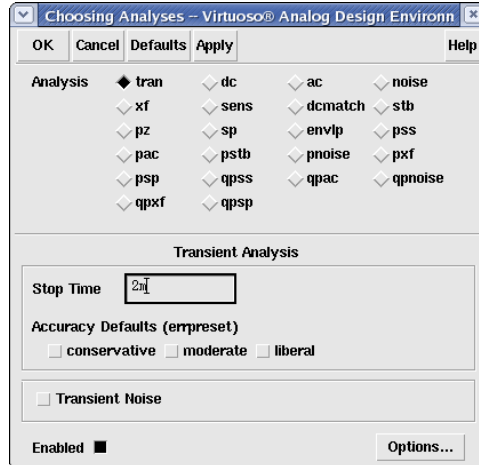 Choosing Analyses -- Virtuoso® Analog Design Environn
OK Cancel Defaults Apply Help
Analysis tran dc ac noise
xf sens dcmatch stb
pz sp envlp pss
pac pstb pnoise pxf
psp qpss qpac qpnoise
qpxf qpsp
Transient Analysis
Stop Time 2m
Accuracy Defaults (errpreset)
conservative moderate liberal
Transient Noise
Enabled Options...